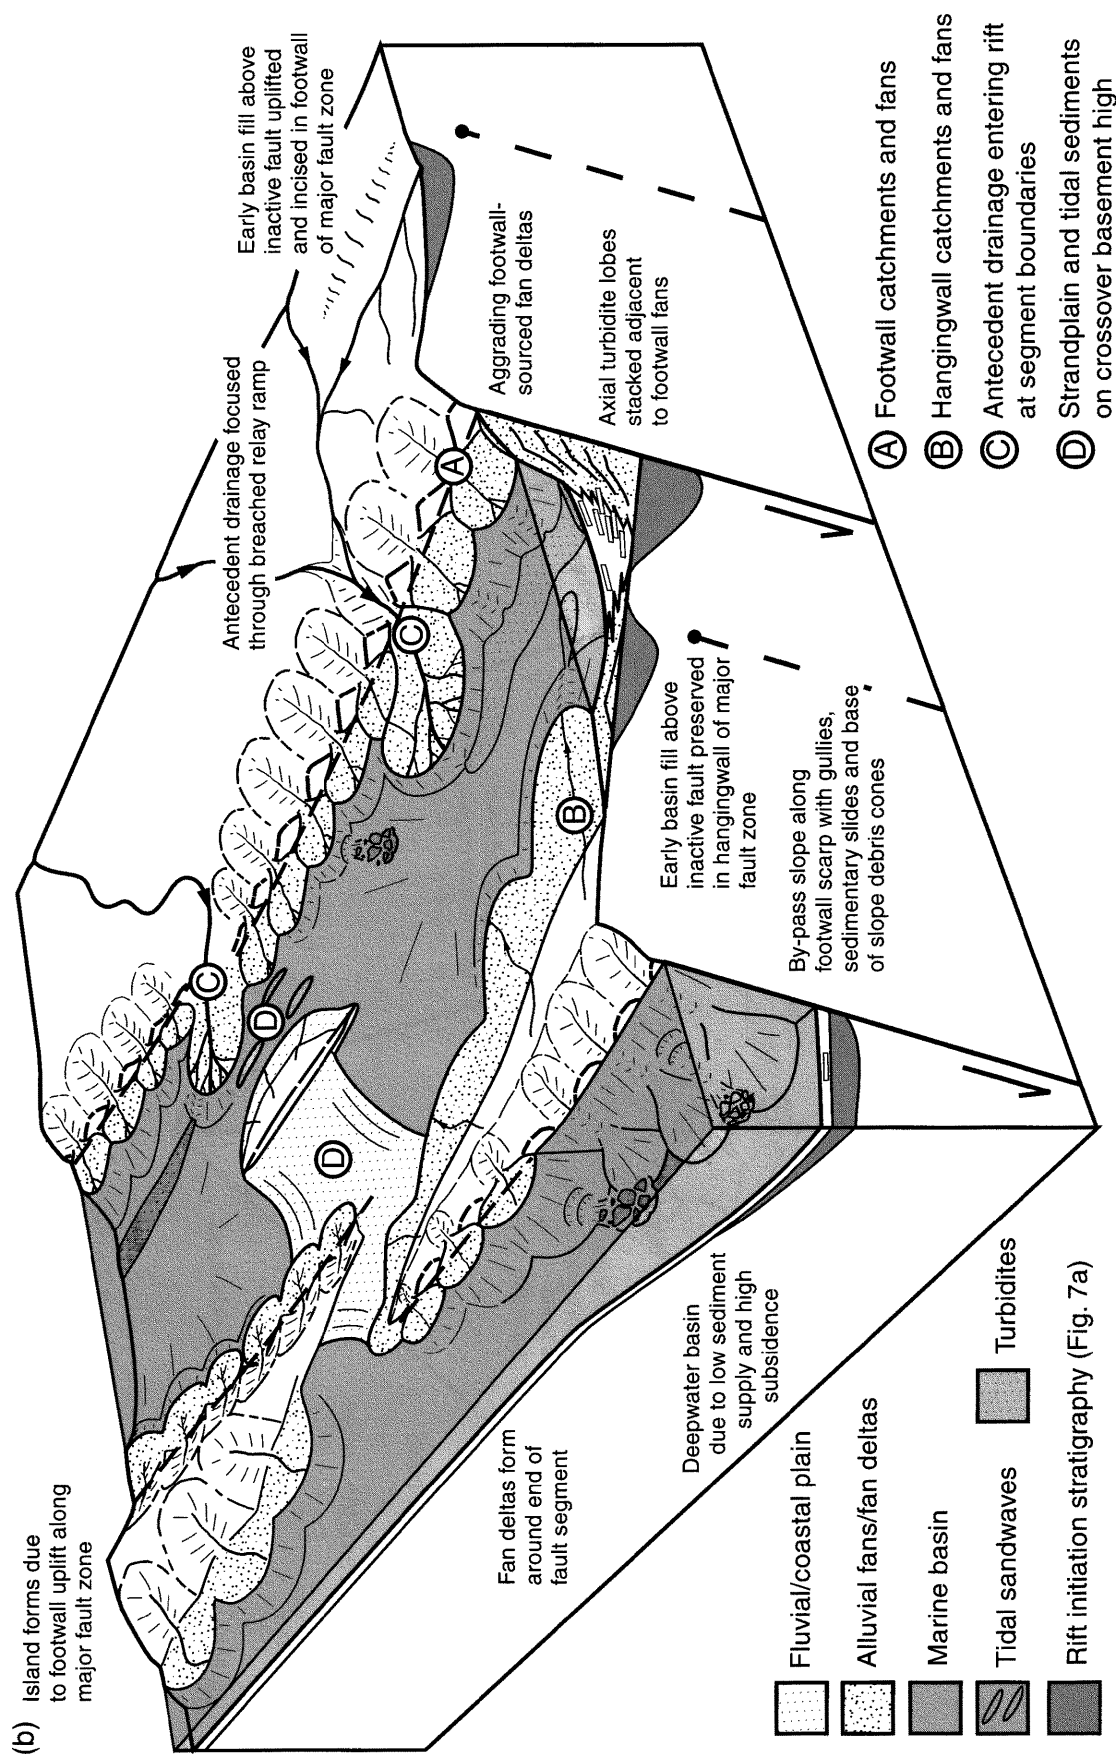 (b)
Island forms due
to footwall uplift along
major fault zone
Antecedent drainage focused
through breached relay ramp
Early basin fill above
inactive fault uplifted
and incised in footwall
of major fault zone
Aggrading footwall-
sourced fan deltas
Axial turbidite lobes
stacked adjacent
to footwall fans
Early basin fill above
inactive fault preserved
in hangingwall of major
fault zone
By-pass slope along
footwall scarp with gullies,
sedimentary slides and base
of slope debris cones
Deepwater basin
due to low sediment
supply and high
subsidence
Fan deltas form
around end of
fault segment
A
C
C
D
D
B
Fluvial/coastal plain
Alluvial fans/fan deltas
Marine basin
Tidal sandwaves
Turbidites
Rift initiation stratigraphy (Fig. 7a)
A Footwall catchments and fans
B Hangingwall catchments and fans
C Antecedent drainage entering rift
at segment boundaries
D Strandplain and tidal sediments
on crossover basement high